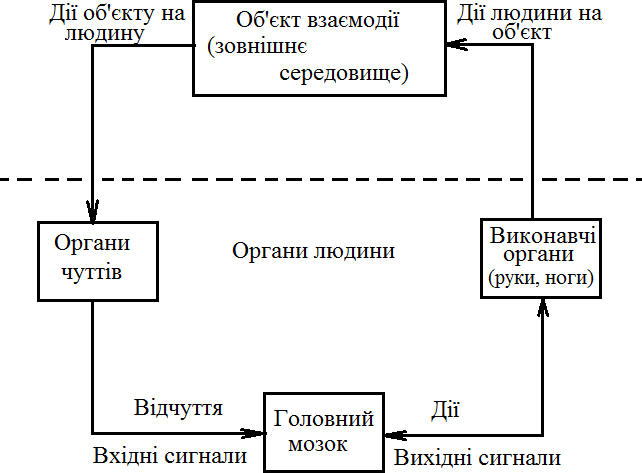 Дії об'єкту на
людину
Об'єкт взаємодії
(зовнішнє
середовище)
Дії людини на
об'єкт
Органи
чуттів
Органи людини
Виконавчі
органи
(руки, ноги)
Відчуття
Вхідні сигнали
Головний
мозок
Дії
Вихідні сигнали